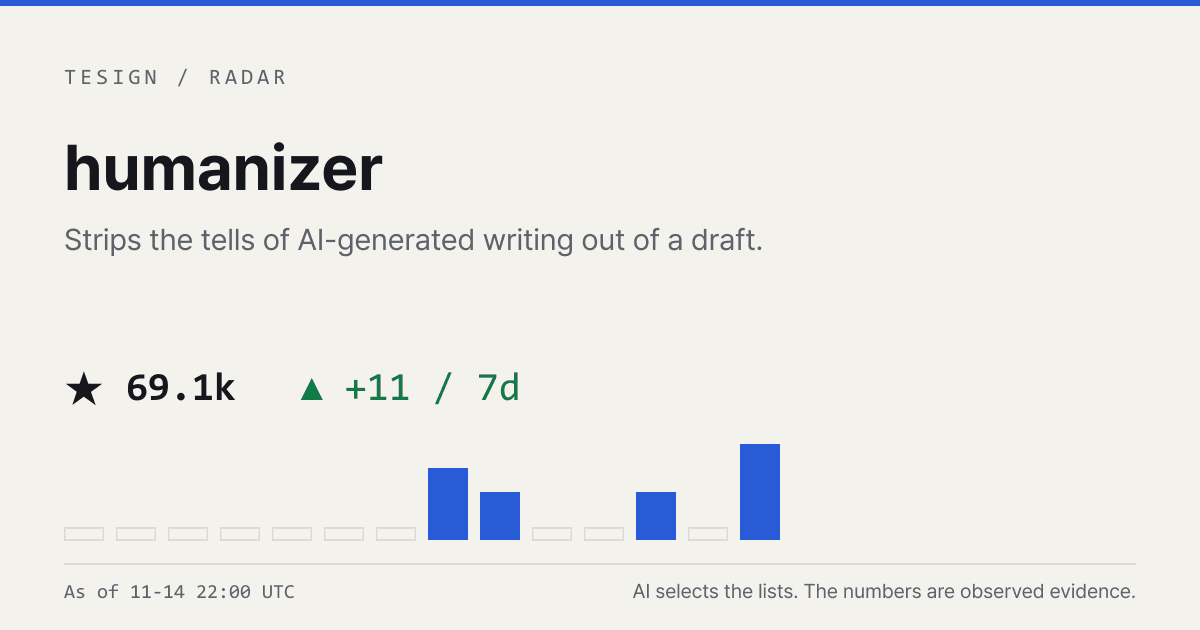 TESIGN / RADAR
humanizer
Strips the tells of AI-generated writing out of a draft.
★ 69.1k ▲ +11 / 7d
As of 11-14 22:00 UTC
AI selects the lists. The numbers are observed evidence.